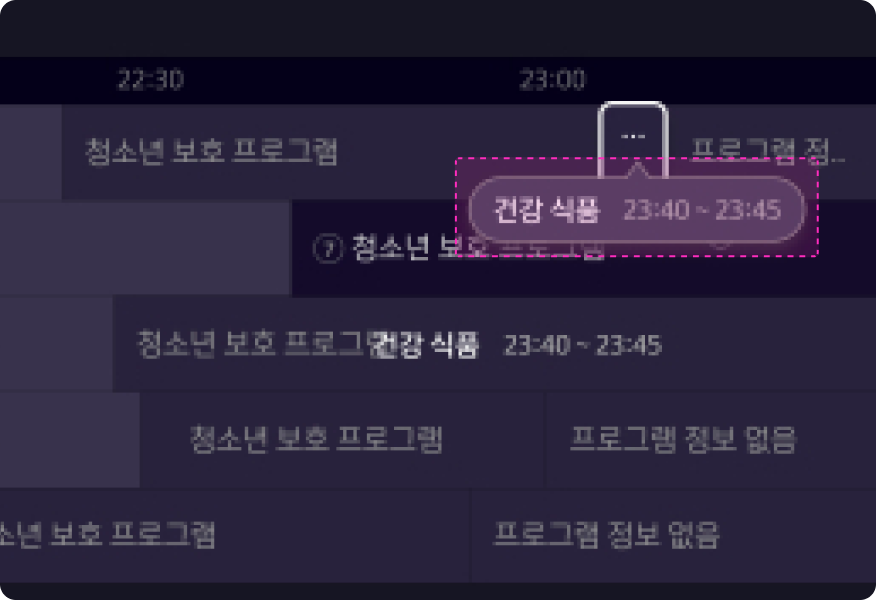 22:30 23:00
청소년 보호 프로그램 ... 프로그램 정...
건강 식품 23:40 ~ 23:45
⑦ 청소년 보호 프로그램
청소년 보호 프로그램 건강 식품 23:40 ~ 23:45
청소년 보호 프로그램 프로그램 정보 없음
소년 보호 프로그램 프로그램 정보 없음